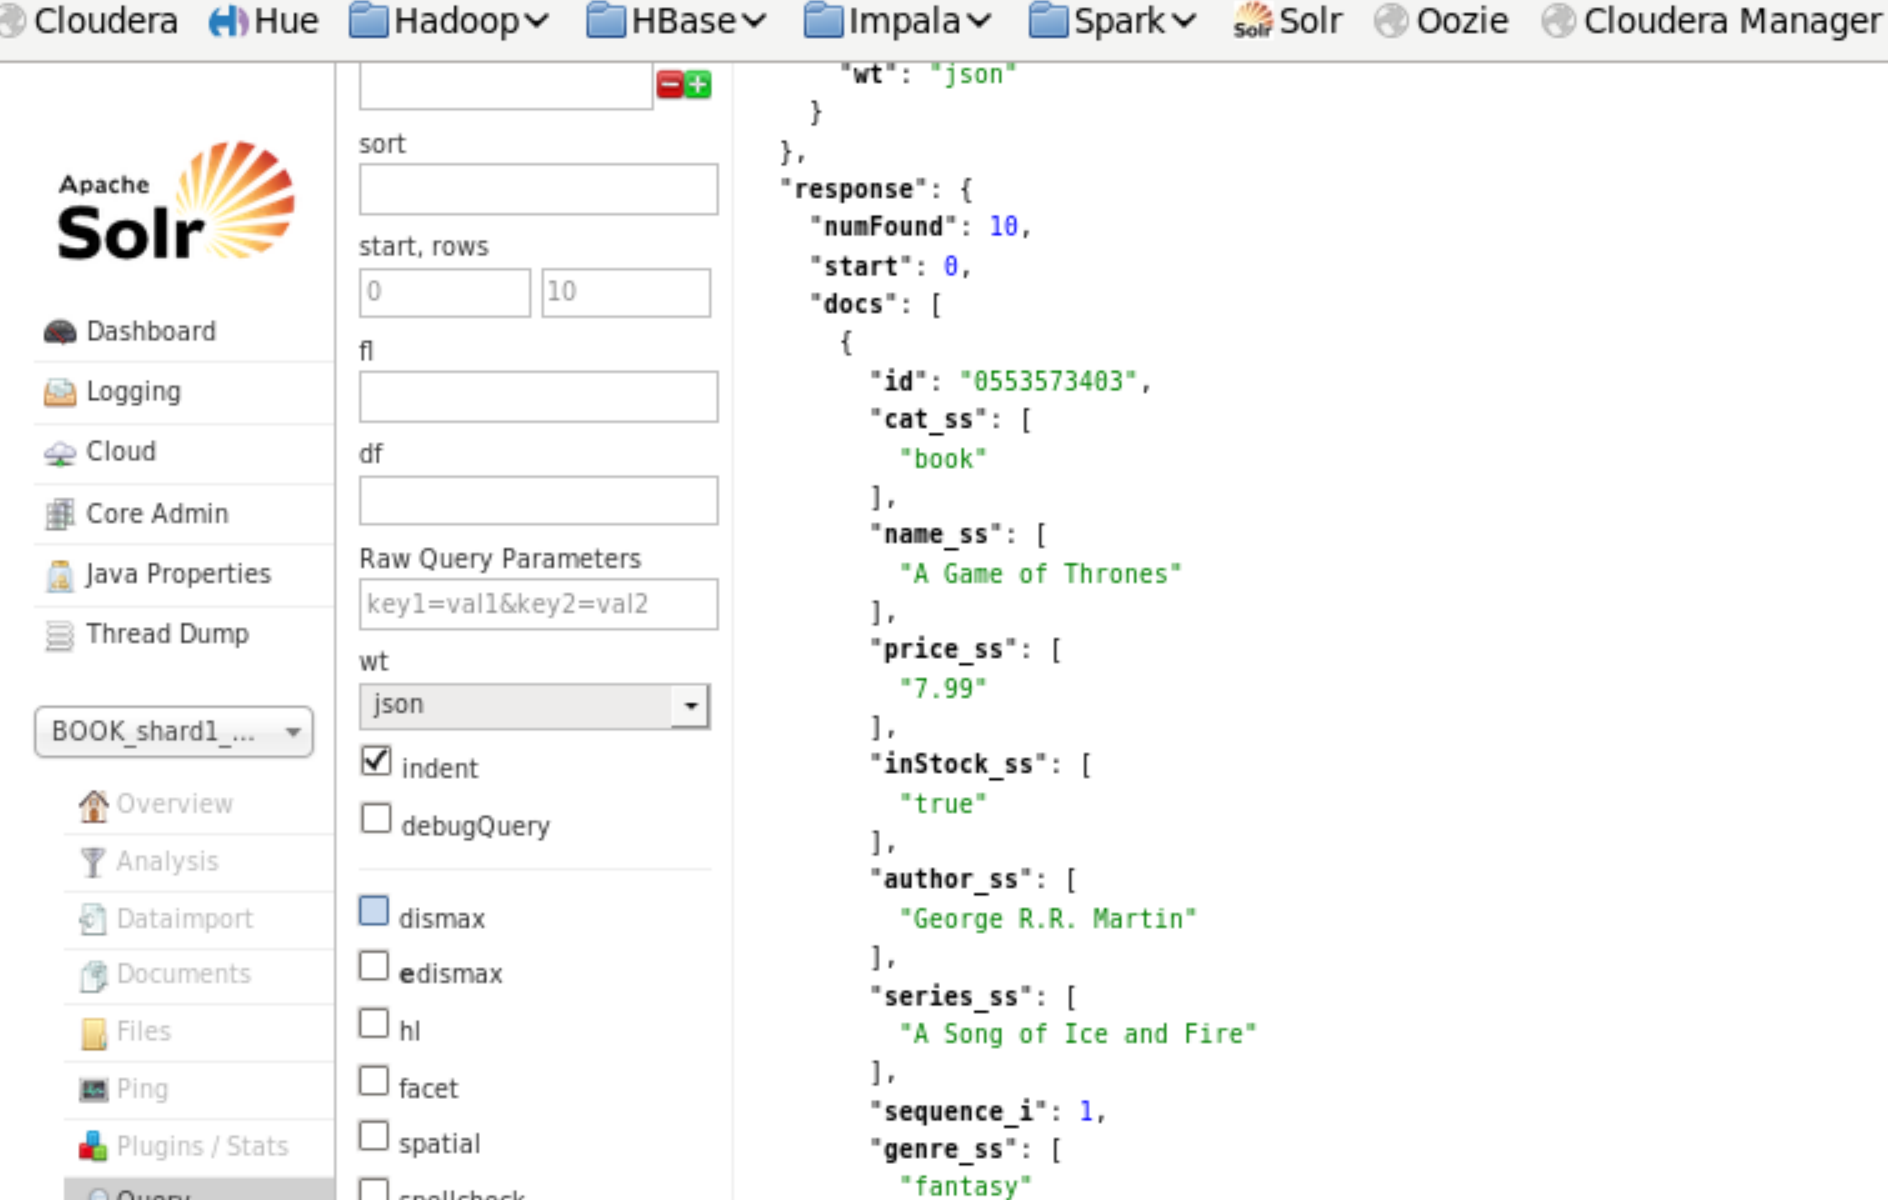 Cloudera Hue Hadoop HBase Impala Spark Solr Solr Oozie Cloudera Manager
Apache
Solr
Dashboard
Logging
Cloud
Core Admin
Java Properties
Thread Dump
BOOK_shard1_...
Overview
Analysis
Dataimport
Documents
Files
Ping
Plugins / Stats
Query
sort
start, rows
0 10
fl
df
Raw Query Parameters
key1=val1&key2=val2
wt
json
indent
debugQuery
dismax
edismax
hl
facet
spatial
spellcheck
"wt": "json"
}
},
"response": {
"numFound": 10,
"start": 0,
"docs": [
{
"id": "0553573403",
"cat_ss": [
"book"
],
"name_ss": [
"A Game of Thrones"
],
"price_ss": [
"7.99"
],
"inStock_ss": [
"true"
],
"author_ss": [
"George R.R. Martin"
],
"series_ss": [
"A Song of Ice and Fire"
],
"sequence_i": 1,
"genre_ss": [
"fantasy"